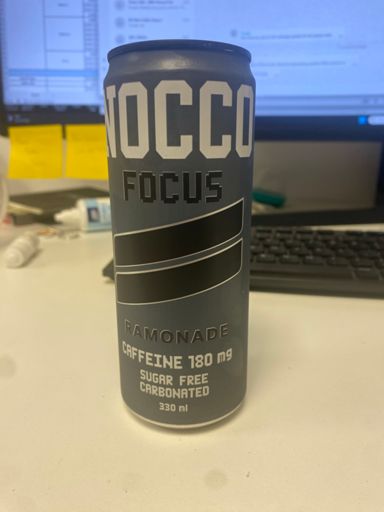 NOCCO
FOCUS
RAMONADE
CAFFEINE 180 mg
SUGAR FREE
CARBONATED
330 ml